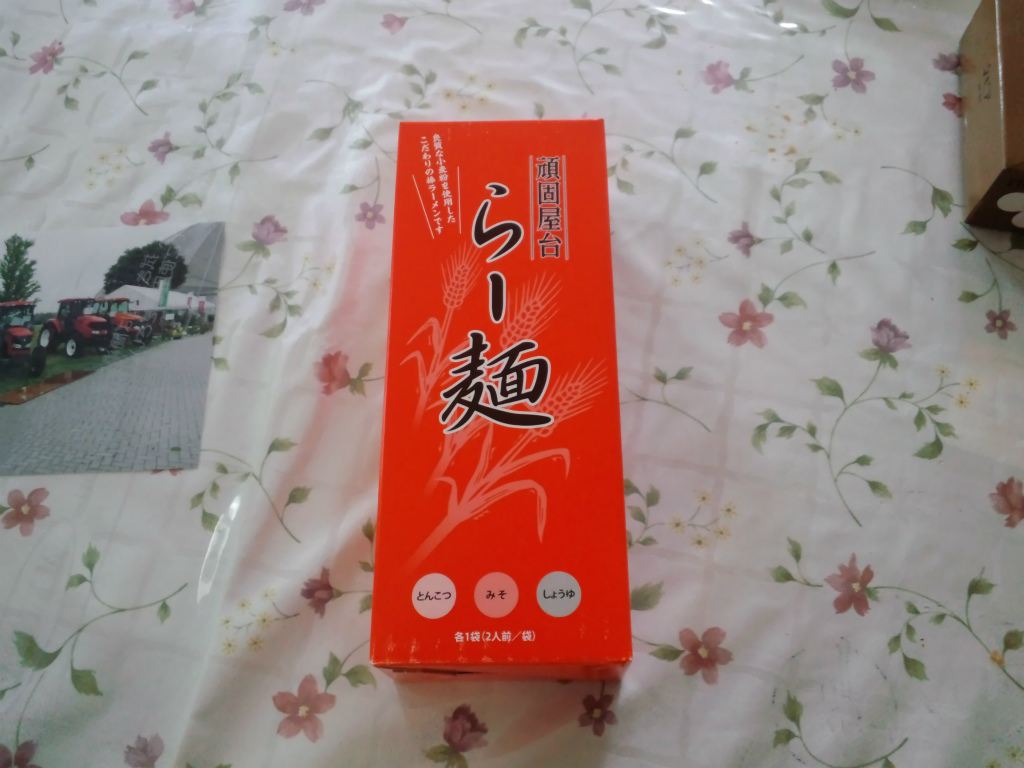 頑固屋台
らー麺
良質な小麦粉を使用した
こだわりの棒ラーメンです
とんこつ
みそ
しょうゆ
各1袋(2人前/袋)